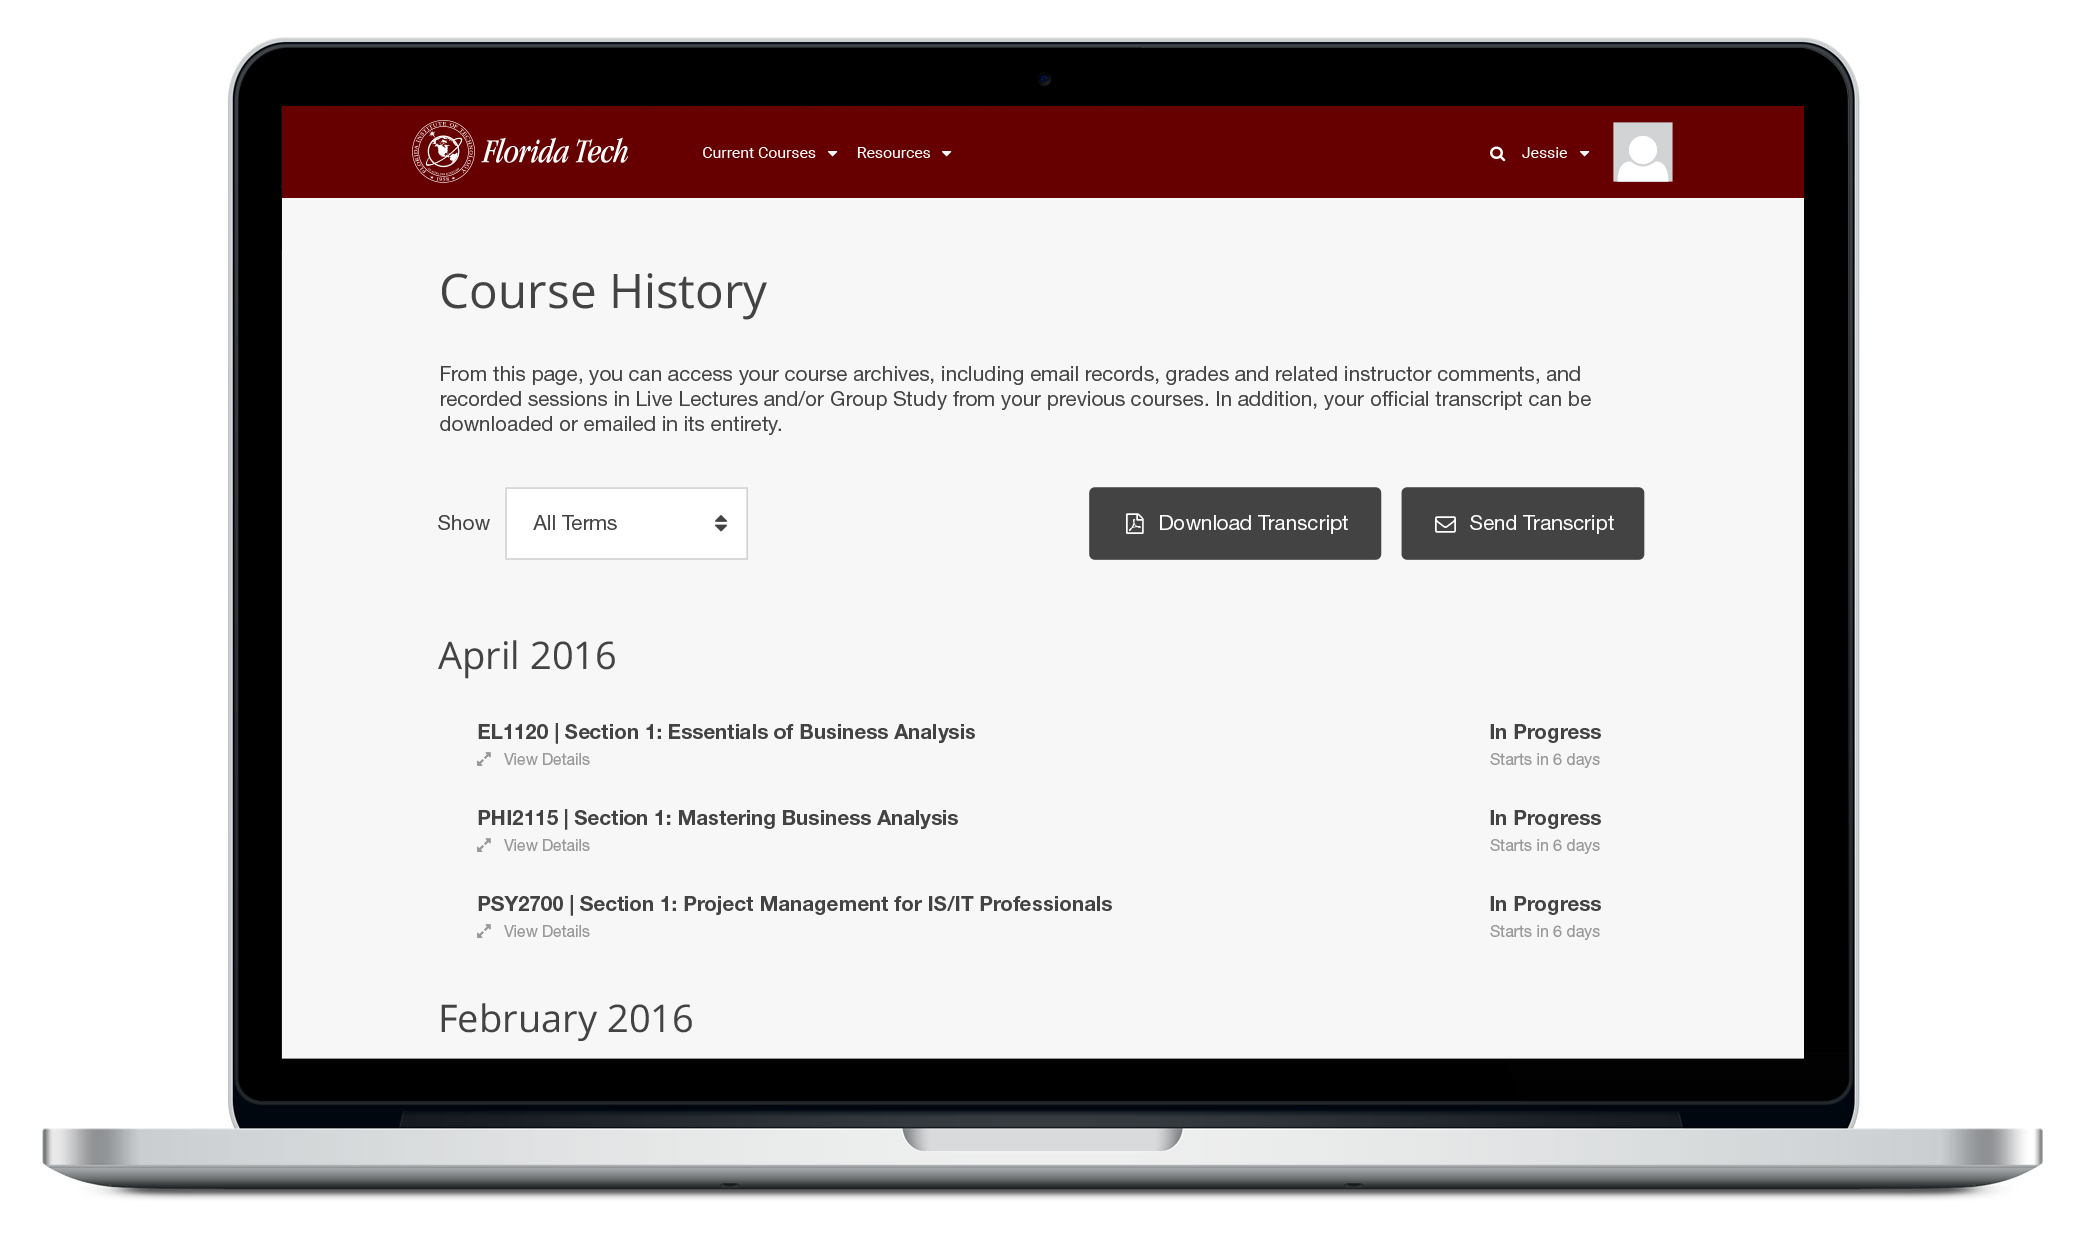 Florida Tech
Current Courses
Resources
Jessie
Course History
From this page, you can access your course archives, including email records, grades and related instructor comments, and
recorded sessions in Live Lectures and/or Group Study from your previous courses. In addition, your official transcript can be
downloaded or emailed in its entirety.
Show
All Terms
Download Transcript
Send Transcript
April 2016
EL1120 | Section 1: Essentials of Business Analysis
In Progress
View Details
Starts in 6 days
PHI2115 | Section 1: Mastering Business Analysis
In Progress
View Details
Starts in 6 days
PSY2700 | Section 1: Project Management for IS/IT Professionals
In Progress
View Details
Starts in 6 days
February 2016